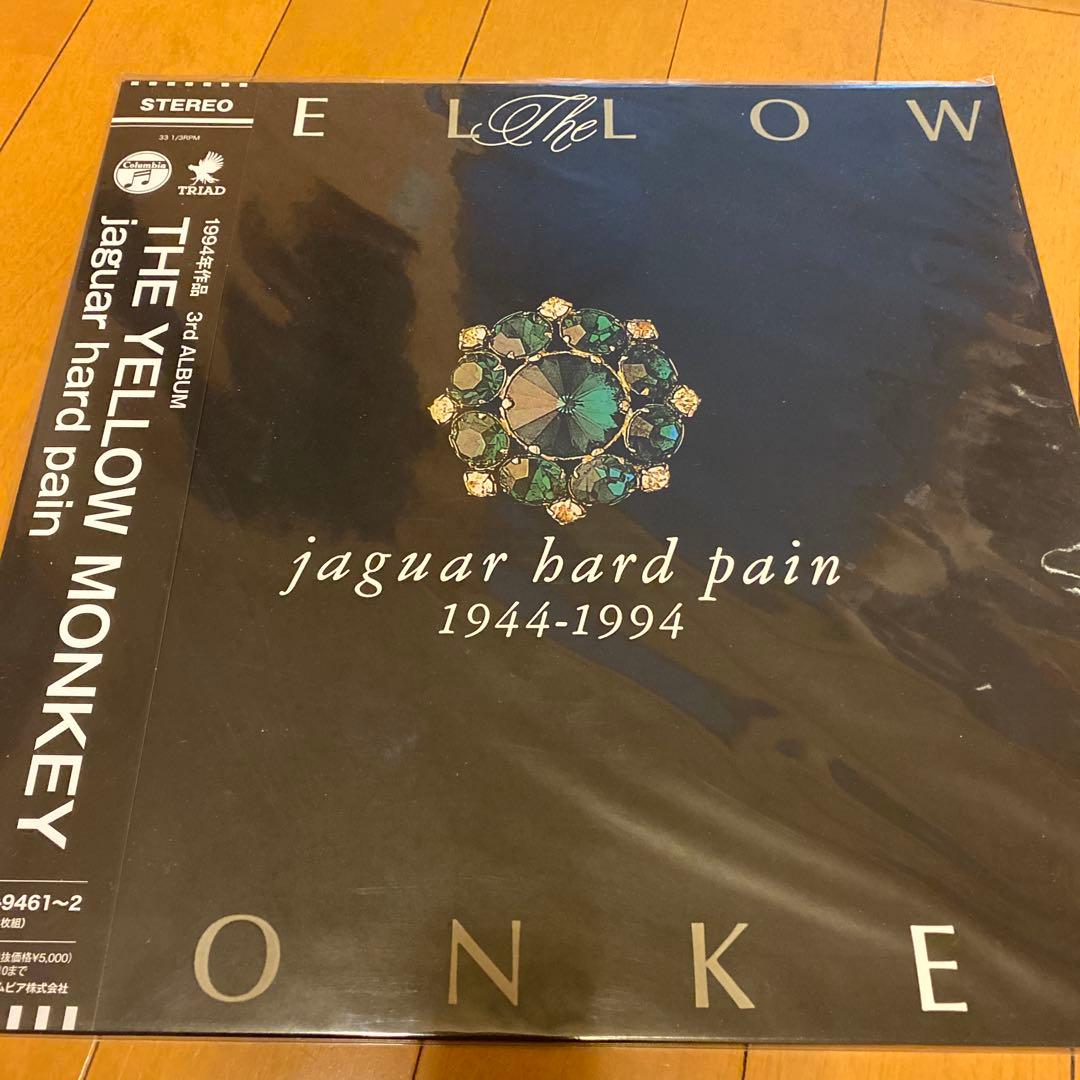 STEREO
33 1/3RPM
Columbia
TRIAD
1994年作品 3rd ALBUM
THE YELLOW MONKEY
jaguar hard pain
-9461~2
枚組)
抜価格¥5,000)
10まで
ムビア株式会社
E L L O W
The
jaguar hard pain
1944-1994
O N K E